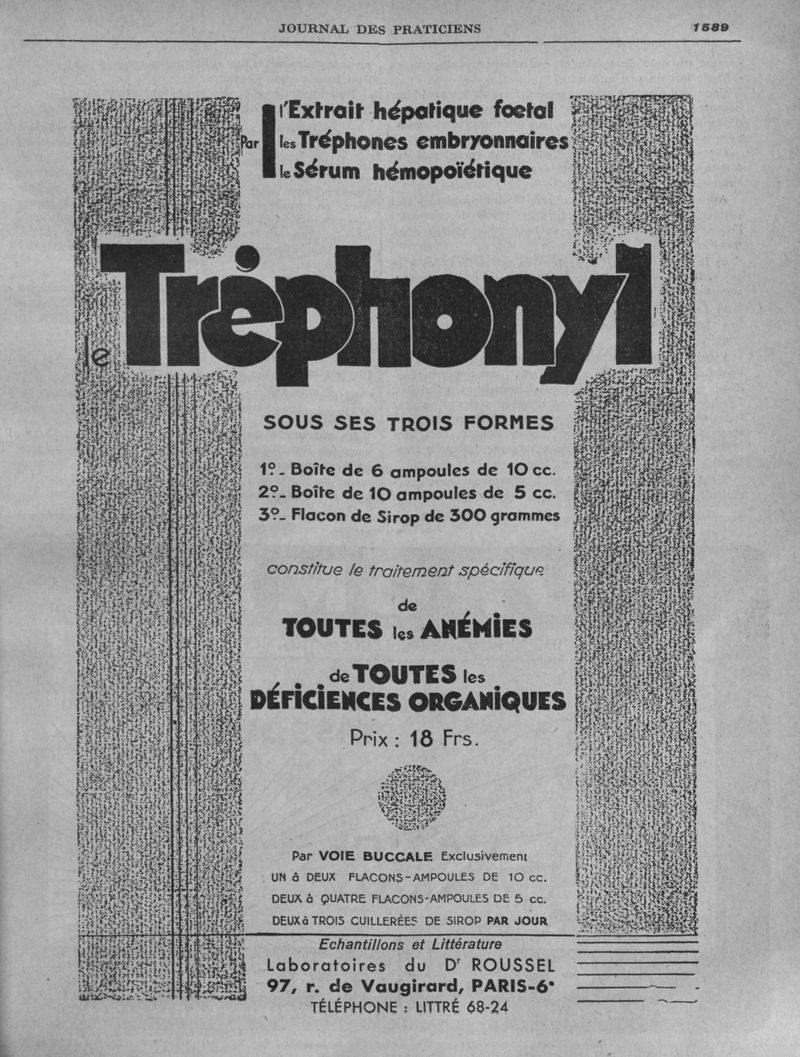 JOURNAL DES PRATICIENS 1589
Par
l'Extrait hépatique foetal
les Tréphones embryonnaires
le Sérum hémopoïétique
le Tréphonyl
SOUS SES TROIS FORMES
1º_ Boîte de 6 ampoules de 10 cc.
2º_ Boîte de 10 ampoules de 5 cc.
3º_ Flacon de Sirop de 300 grammes
constitue le traitement spécifique
de
TOUTES les ANÉMIES
de TOUTES les
DÉFICIENCES ORGANIQUES
Prix : 18 Frs.
Par VOIE BUCCALE Exclusivement
UN à DEUX FLACONS-AMPOULES DE 10 cc.
DEUX à QUATRE FLACONS-AMPOULES DE 5 cc.
DEUX à TROIS CUILLERÉES DE SIROP PAR JOUR
Echantillons et Littérature
Laboratoires du Dr ROUSSEL
97, r. de Vaugirard, PARIS-6e
TÉLÉPHONE : LITTRÉ 68-24